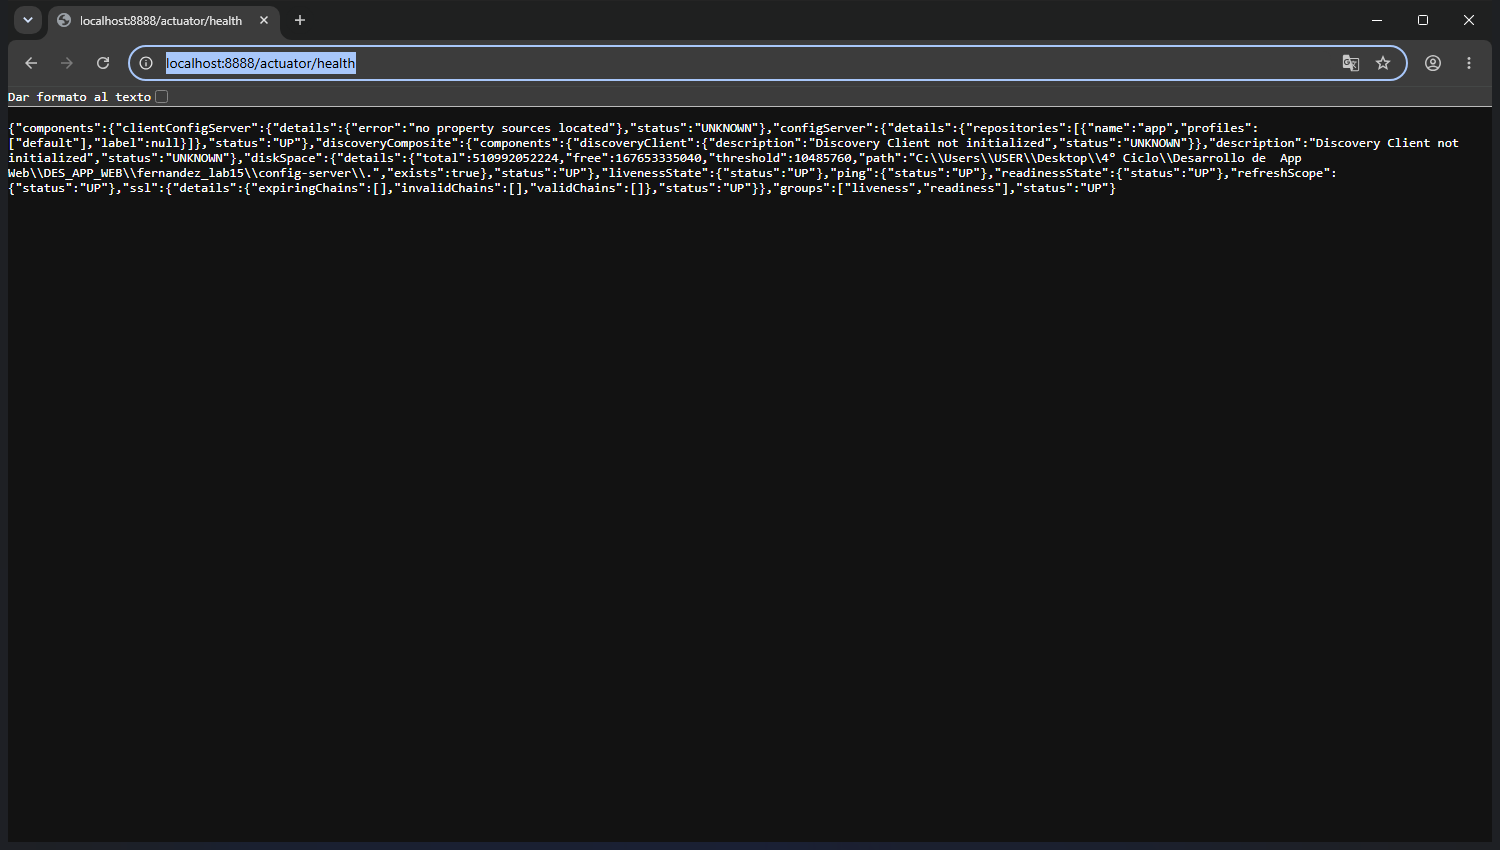 localhost:8888/actuator/health
localhost:8888/actuator/health
Dar formato al texto
{"components":{"clientConfigServer":{"details":{"error":"no property sources located"},"status":"UNKNOWN"},"configServer":{"details":{"repositories":[{"name":"app","profiles":
["default"],"label":null}]},"status":"UP"},"discoveryComposite":{"components":{"discoveryClient":{"description":"Discovery Client not initialized","status":"UNKNOWN"}},"description":"Discovery Client not
initialized","status":"UNKNOWN"},"diskSpace":{"details":{"total":510992052224,"free":167653335040,"threshold":10485760,"path":"C:\\Users\\USER\\Desktop\\4° Ciclo\\Desarrollo de  App
Web\\DES_APP_WEB\\fernandez_lab15\\config-server\\.","exists":true},"status":"UP"},"livenessState":{"status":"UP"},"ping":{"status":"UP"},"readinessState":{"status":"UP"},"refreshScope":
{"status":"UP"},"ssl":{"details":{"expiringChains":[],"invalidChains":[],"validChains":[]},"status":"UP"}},"groups":["liveness","readiness"],"status":"UP"}